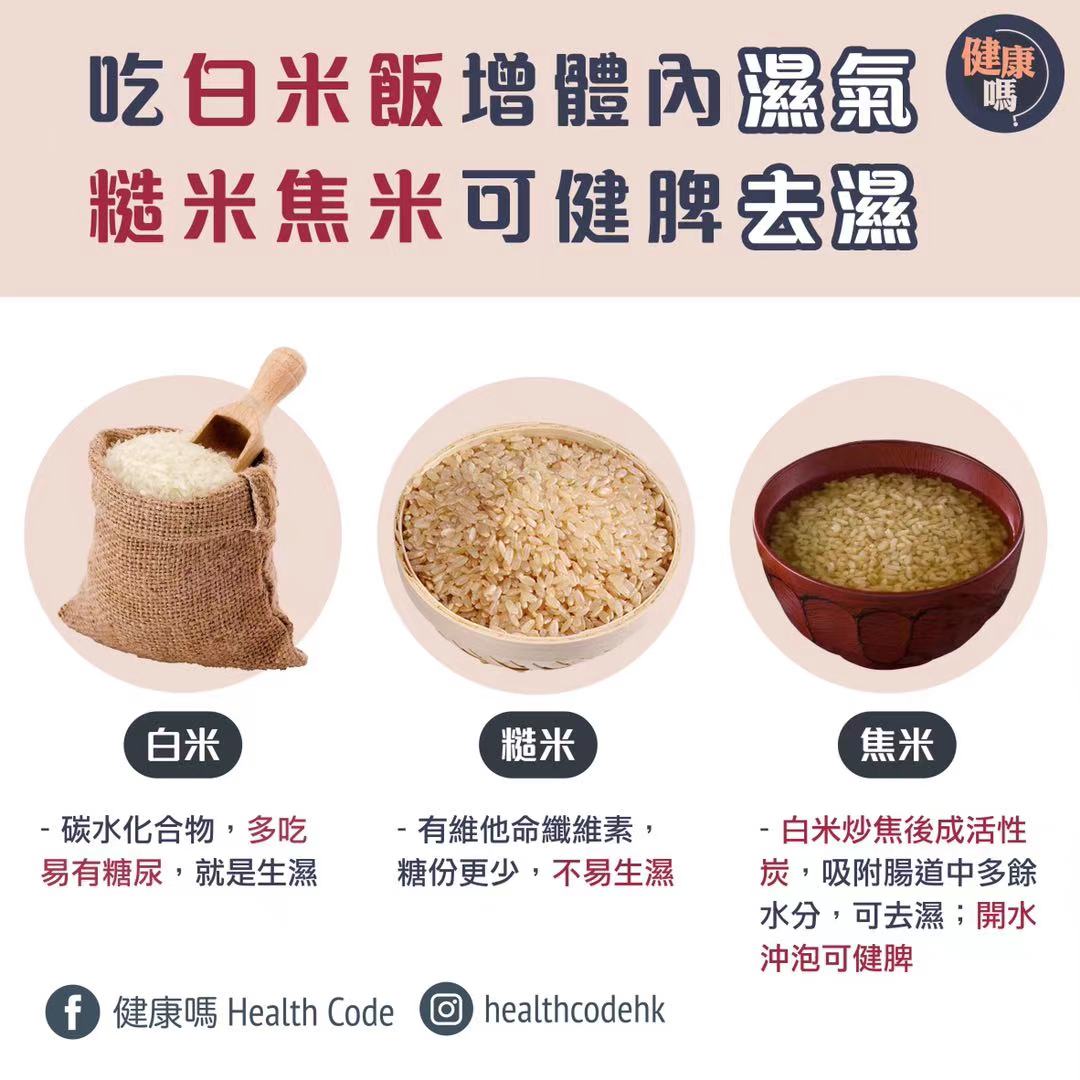 吃白米飯增體內濕氣
糙米焦米可健脾去濕
健康
嗎?
白米
- 碳水化合物，多吃
易有糖尿，就是生濕
糙米
- 有維他命纖維素，
糖份更少，不易生濕
焦米
- 白米炒焦後成活性
炭，吸附腸道中多餘
水分，可去濕；開水
沖泡可健脾
健康嗎 Health Code
healthcodehk